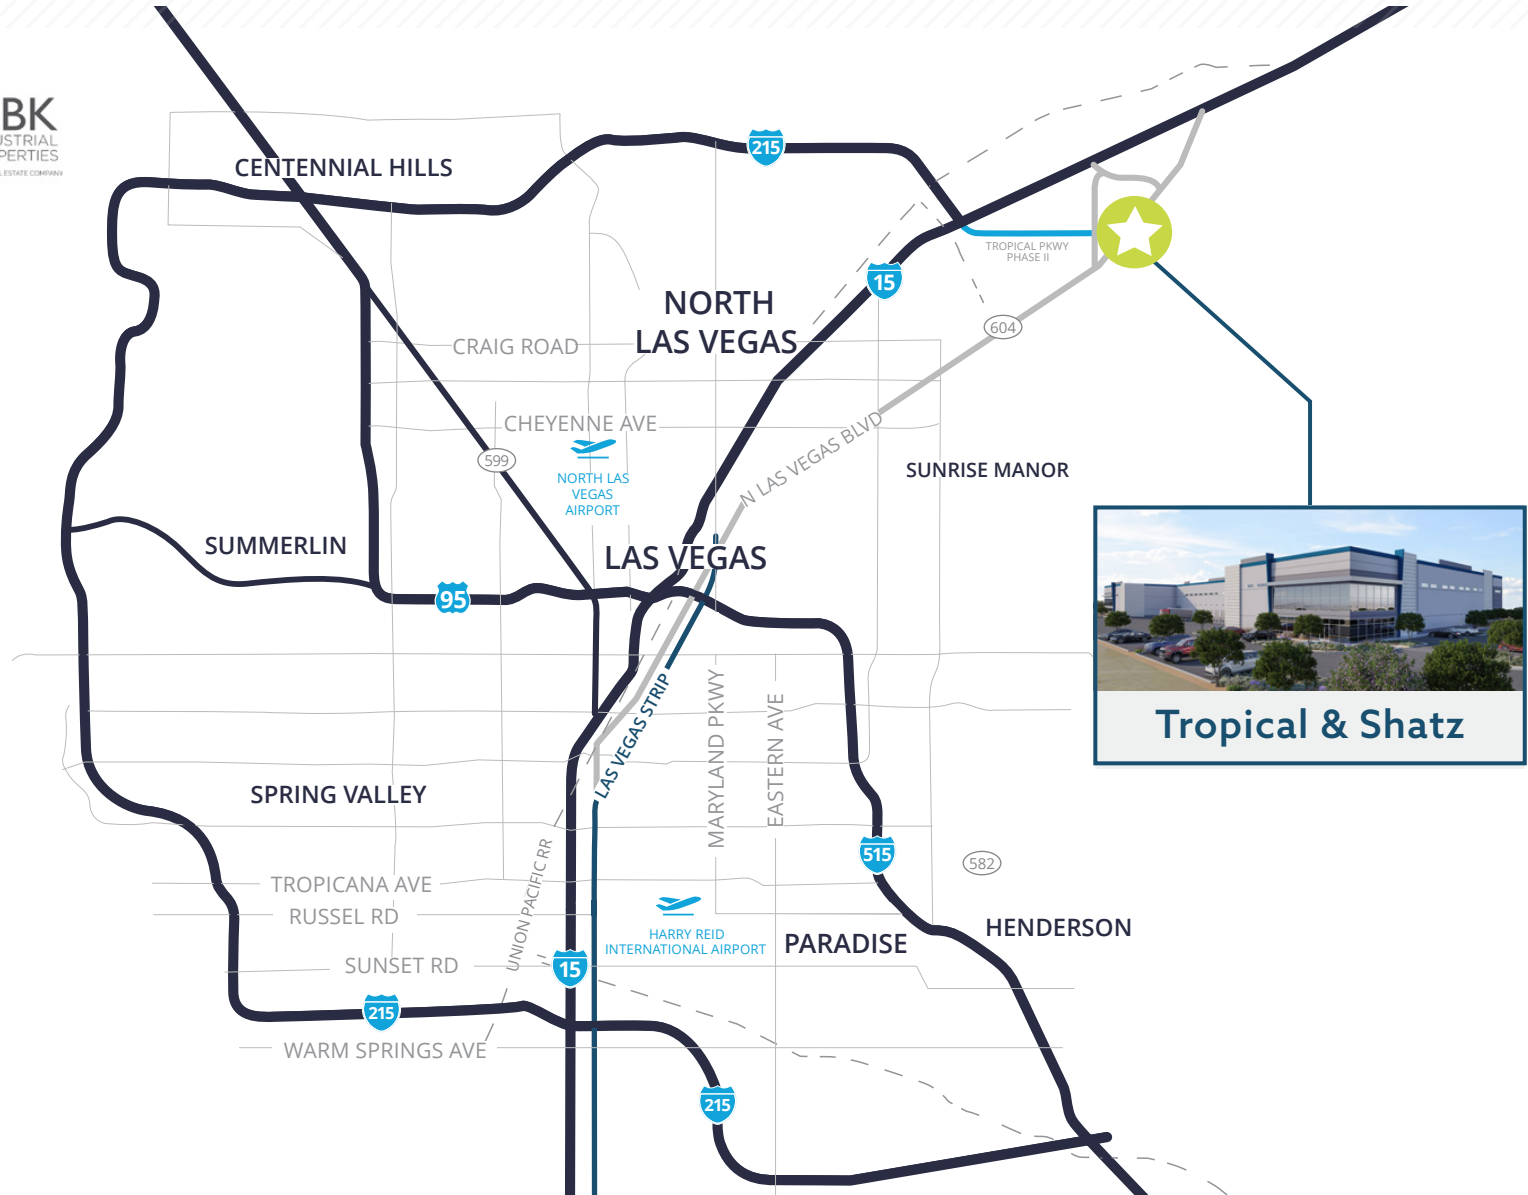 BK
USTRIAL
PERTIES
L ESTATE COMPANY
CENTENNIAL HILLS
215
TROPICAL PKWY
PHASE II
15
NORTH
LAS VEGAS
604
CRAIG ROAD
CHEYENNE AVE
N LAS VEGAS BLVD
599
NORTH LAS
VEGAS
AIRPORT
SUNRISE MANOR
SUMMERLIN
LAS VEGAS
95
LAS VEGAS STRIP
MARYLAND PKWY
EASTERN AVE
Tropical & Shatz
SPRING VALLEY
515
582
UNION PACIFIC RR
TROPICANA AVE
RUSSEL RD
HARRY REID
INTERNATIONAL AIRPORT
PARADISE
HENDERSON
SUNSET RD
15
215
WARM SPRINGS AVE
215